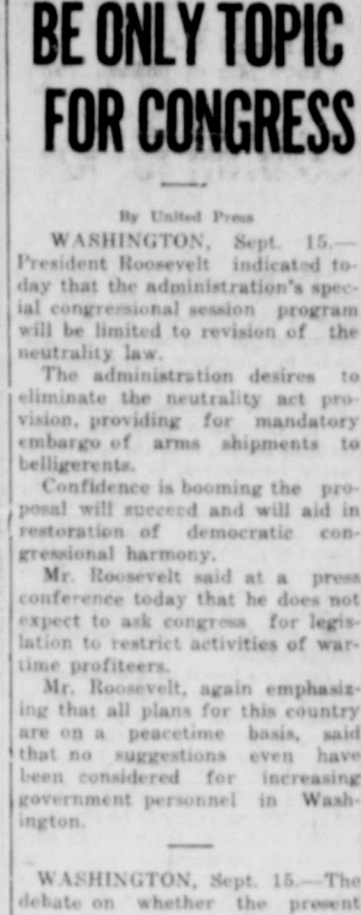 BE ONLY TOPIC
FOR CONGRESS
By United Press
WASHINGTON, Sept. 15.—
President Roosevelt indicated to-
day that the administration's spec-
ial congressional session program
will be limited to revision of the
neutrality law.
The administration desires to
eliminate the neutrality act pro-
vision, providing for mandatory
embargo of arms shipments to
belligerents.
Confidence is booming the pro-
posal will succeed and will aid in
restoration of democratic con-
gressional harmony.
Mr. Roosevelt said at a press
conference today that he does not
expect to ask congress for legis-
lation to restrict activities of war-
time profiteers.
Mr. Roosevelt, again emphasiz-
ing that all plans for this country
are on a peacetime basis, said
that no suggestions even have
been considered for increasing
government personnel in Wash-
ington.
WASHINGTON, Sept. 15.—The
debate on whether the present